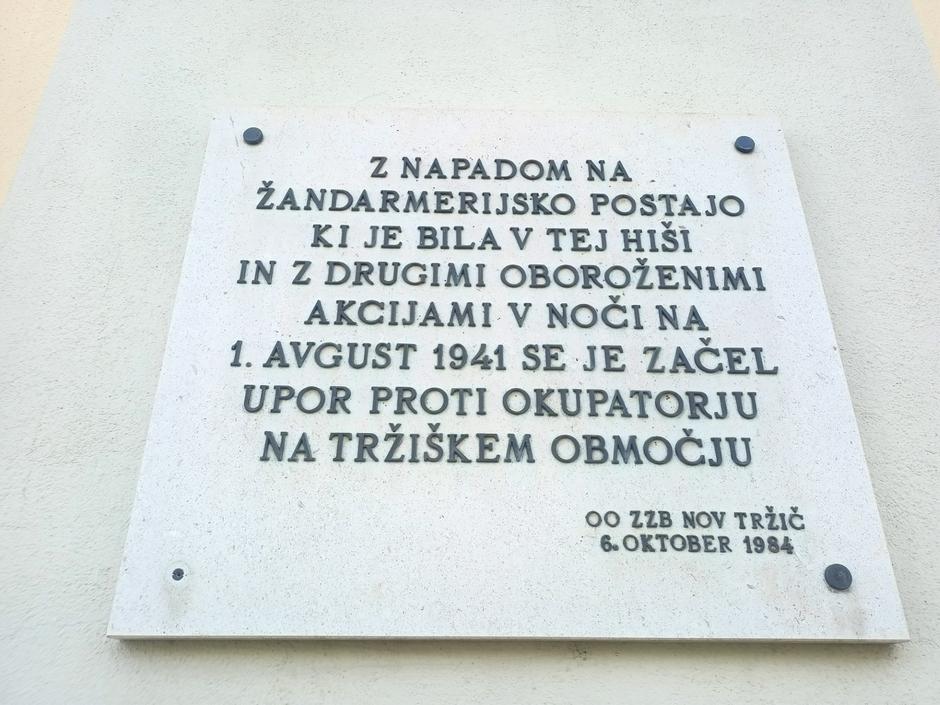 Z NAPADOM NA
ŽANDARMERIJSKO POSTAJO
KI JE BILA V TEJ HIŠI
IN Z DRUGIMI OBOROŽENIMI
AKCIJAMI V NOČI NA
1. AVGUST 1941 SE JE ZAČEL
UPOR PROTI OKUPATORJU
NA TRŽIŠKEM OBMOČJU
OO ZZB NOV TRŽIČ
6. OKTOBER 1984